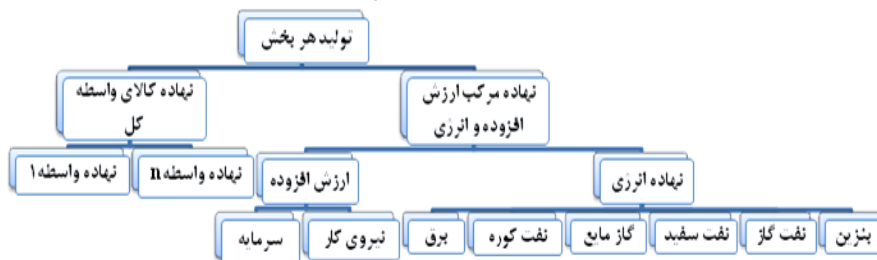 تولید هر بخش
نهاده مرکب ارزش
افزوده و انرژی
نهاده کالای واسطه
کل
نهاده انرژی
ارزش افزوده
نهاده واسطه n
نهاده واسطه ۱
بنزین
نفت گاز
نفت سفید
گاز مایع
نفت کوره
برق
نیروی کار
سرمایه